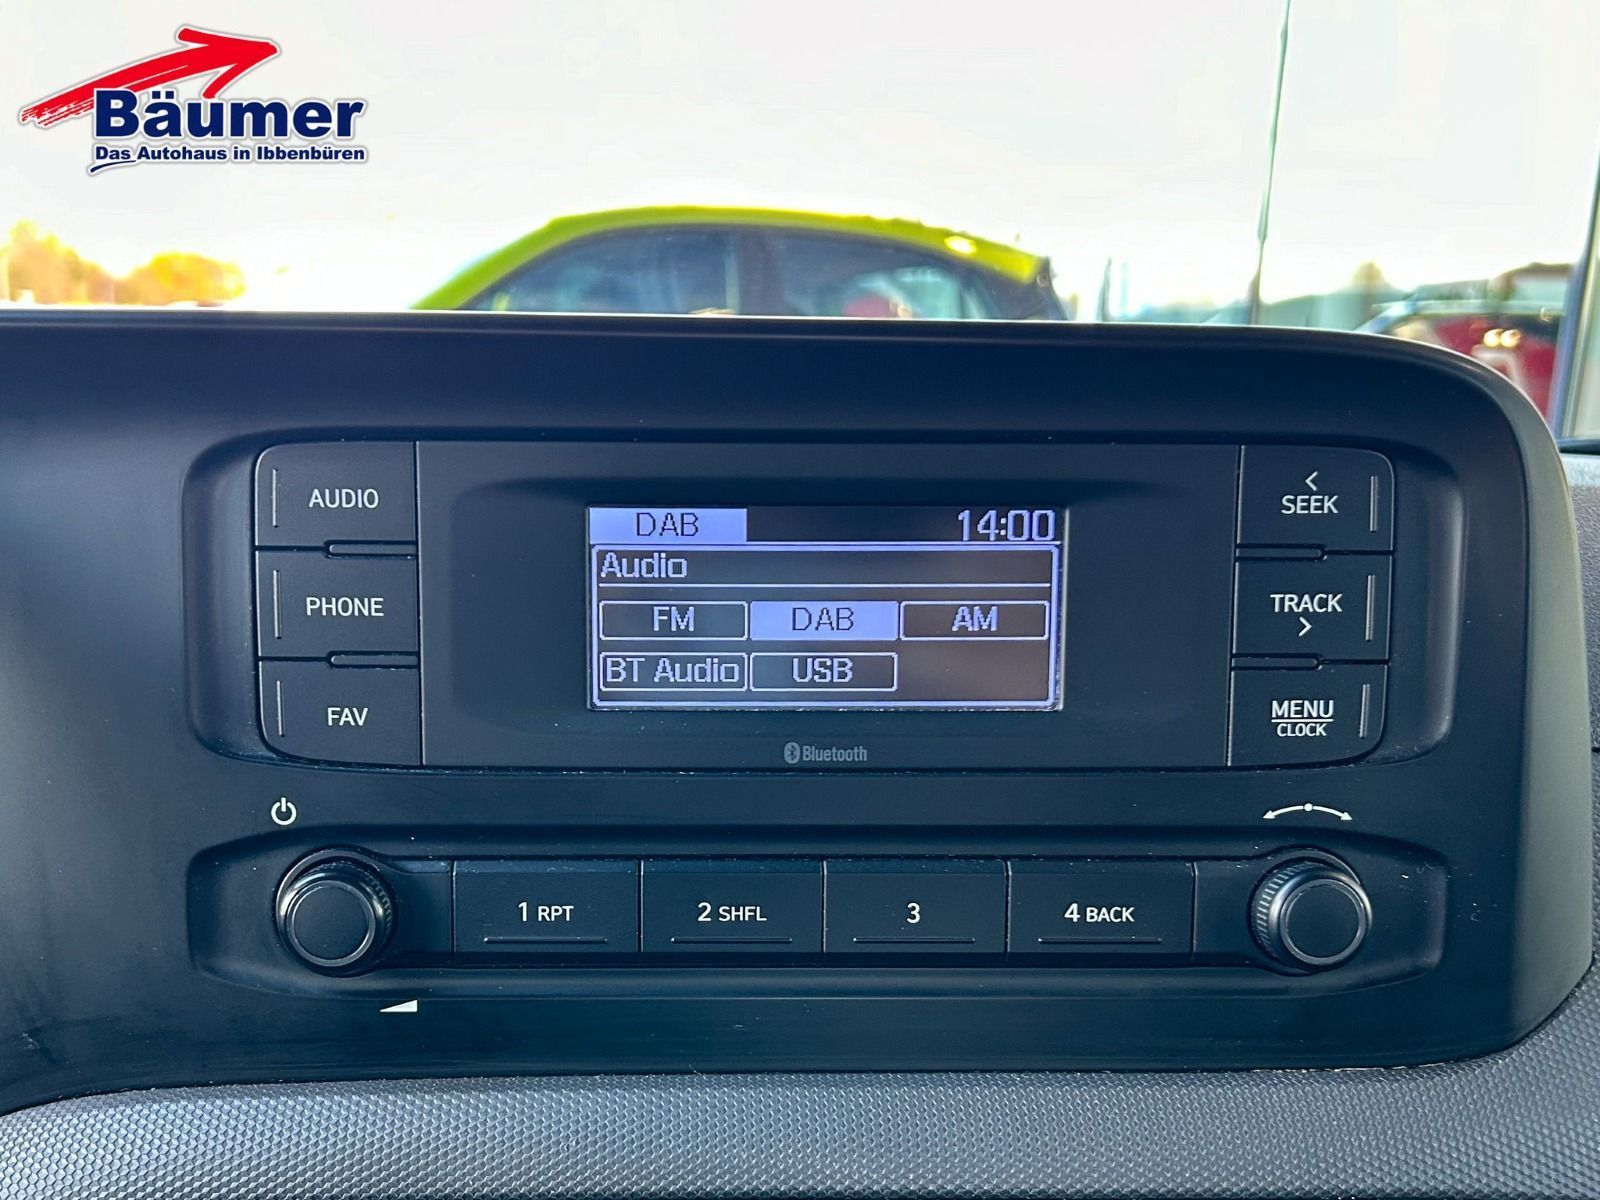 Bäumer
Das Autohaus in Ibbenbüren
AUDIO
PHONE
FAV
DAB 14:00
Audio
FM DAB AM
BT Audio USB
Bluetooth
< SEEK
TRACK >
MENU
CLOCK
1 RPT 2 SHFL 3 4 BACK